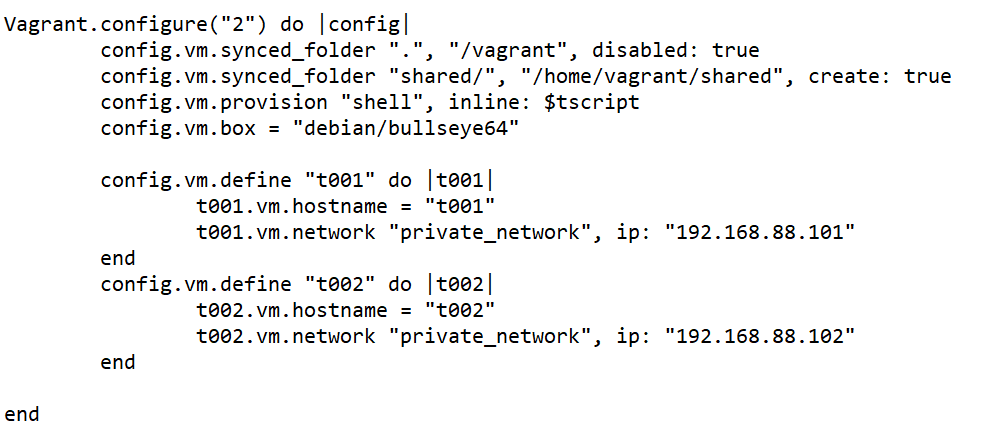 Vagrant.configure("2") do |config|
        config.vm.synced_folder ".", "/vagrant", disabled: true
        config.vm.synced_folder "shared/", "/home/vagrant/shared", create: true
        config.vm.provision "shell", inline: $tscript
        config.vm.box = "debian/bullseye64"

        config.vm.define "t001" do |t001|
                t001.vm.hostname = "t001"
                t001.vm.network "private_network", ip: "192.168.88.101"
        end
        config.vm.define "t002" do |t002|
                t002.vm.hostname = "t002"
                t002.vm.network "private_network", ip: "192.168.88.102"
        end

end